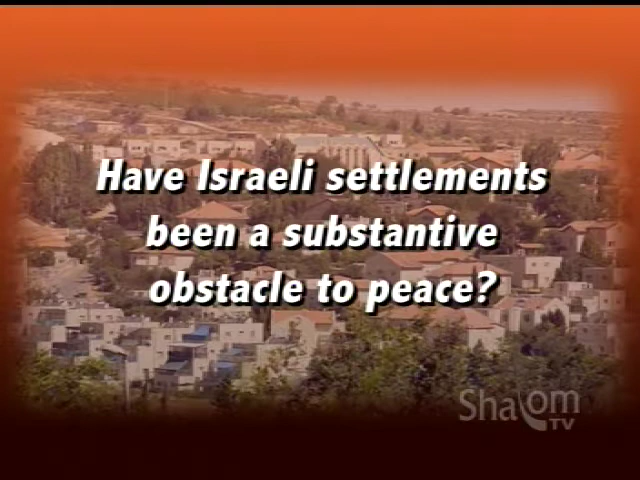 Have Israeli settlements
been a substantive
obstacle to peace?
Shalom
TV